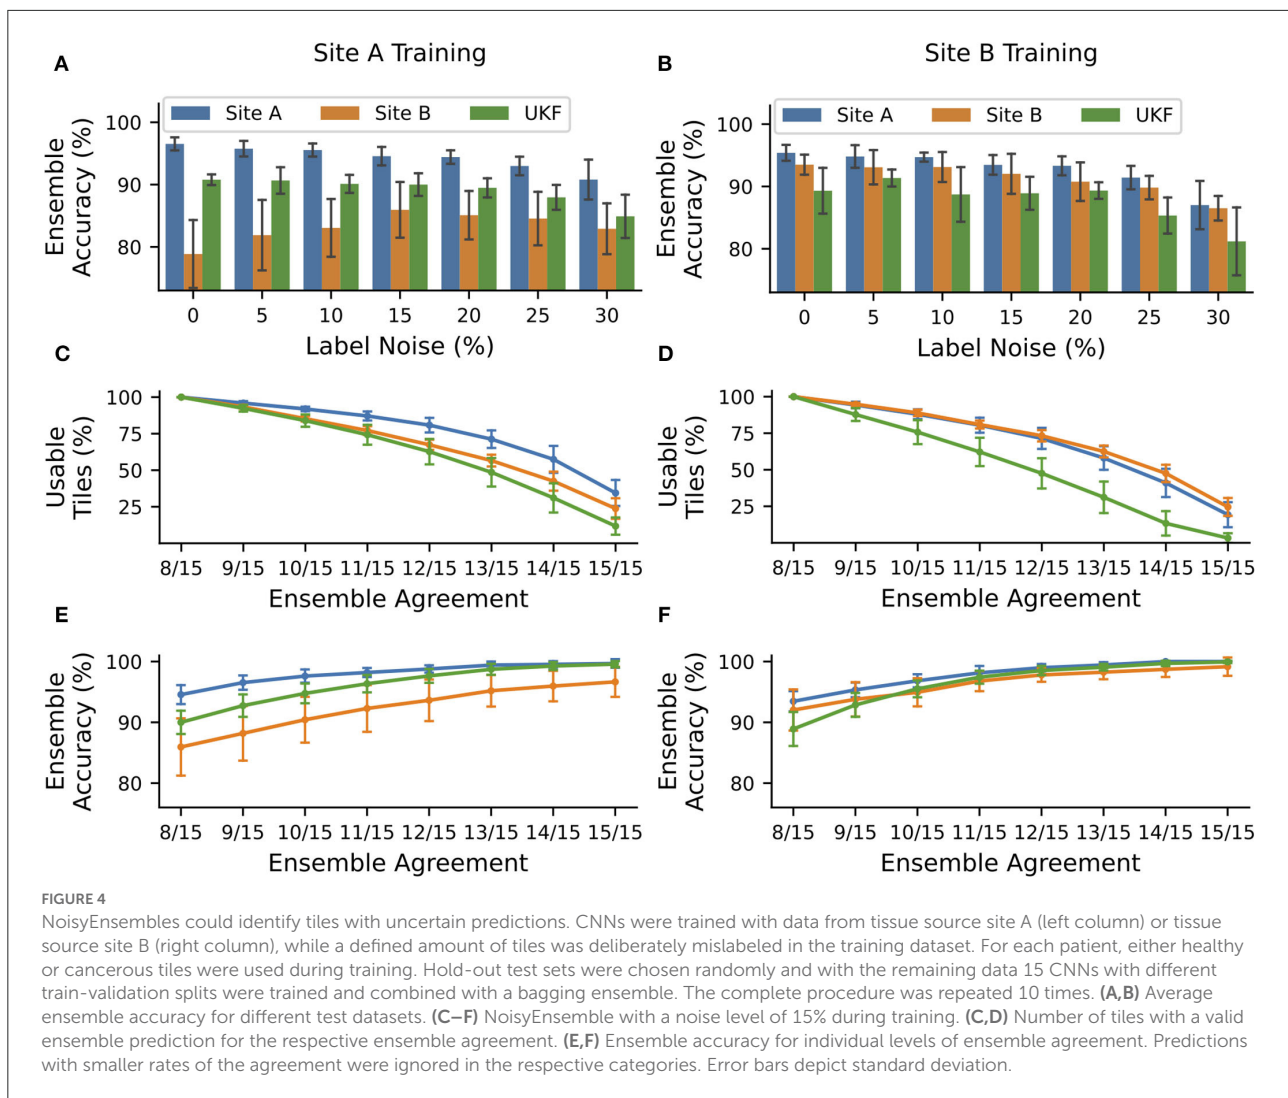 A
Site A Training
Site A
Site B
UKF
Ensemble
Accuracy (%)
100
90
80
0 5 10 15 20 25 30
Label Noise (%)
B
Site B Training
Site A
Site B
UKF
Ensemble
Accuracy (%)
100
90
80
0 5 10 15 20 25 30
Label Noise (%)
C
Usable
Tiles (%)
100
75
50
25
8/15 9/15 10/15 11/15 12/15 13/15 14/15 15/15
Ensemble Agreement
D
Usable
Tiles (%)
100
75
50
25
8/15 9/15 10/15 11/15 12/15 13/15 14/15 15/15
Ensemble Agreement
E
Ensemble
Accuracy (%)
100
90
80
8/15 9/15 10/15 11/15 12/15 13/15 14/15 15/15
Ensemble Agreement
F
Ensemble
Accuracy (%)
100
90
80
8/15 9/15 10/15 11/15 12/15 13/15 14/15 15/15
Ensemble Agreement
FIGURE 4
NoisyEnsembles could identify tiles with uncertain predictions. CNNs were trained with data from tissue source site A (left column) or tissue
source site B (right column), while a defined amount of tiles was deliberately mislabeled in the training dataset. For each patient, either healthy
or cancerous tiles were used during training. Hold-out test sets were chosen randomly and with the remaining data 15 CNNs with different
train-validation splits were trained and combined with a bagging ensemble. The complete procedure was repeated 10 times. (A,B) Average
ensemble accuracy for different test datasets. (C–F) NoisyEnsemble with a noise level of 15% during training. (C,D) Number of tiles with a valid
ensemble prediction for the respective ensemble agreement. (E,F) Ensemble accuracy for individual levels of ensemble agreement. Predictions
with smaller rates of the agreement were ignored in the respective categories. Error bars depict standard deviation.